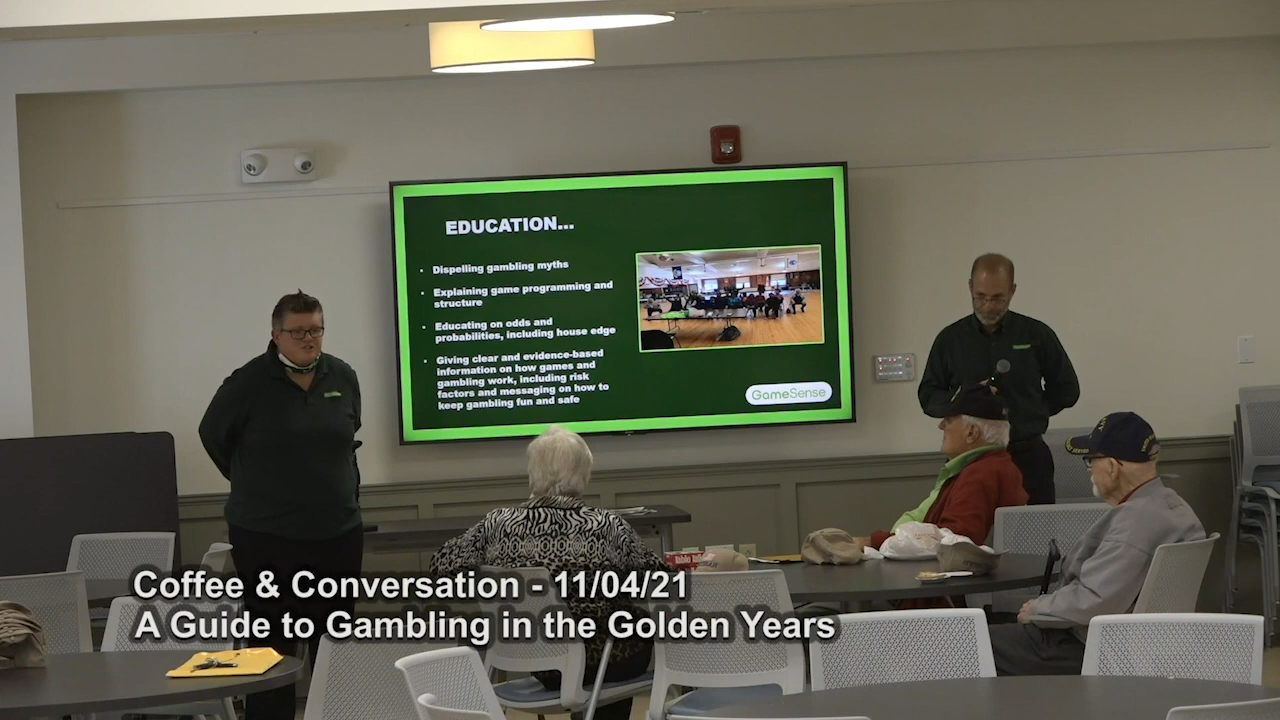 EDUCATION...
• Dispelling gambling myths
• Explaining game programming and
structure
• Educating on odds and
probabilities, including house edge
• Giving clear and evidence-based
information on how games and
gambling work, including risk
factors and messaging on how to
keep gambling fun and safe
GameSense
Coffee & Conversation - 11/04/21
A Guide to Gambling in the Golden Years